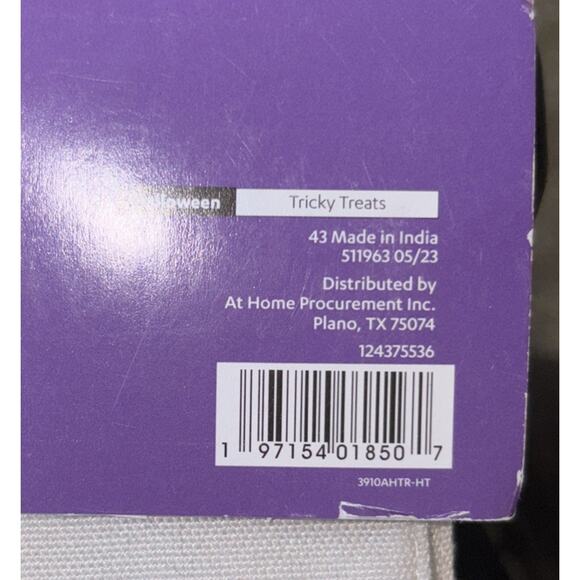 Tricky Treats
43 Made in India
511963 05/23
Distributed by
At Home Procurement Inc.
Plano, TX 75074
124375536
1 97154 01850 7
3910AHTR-HT